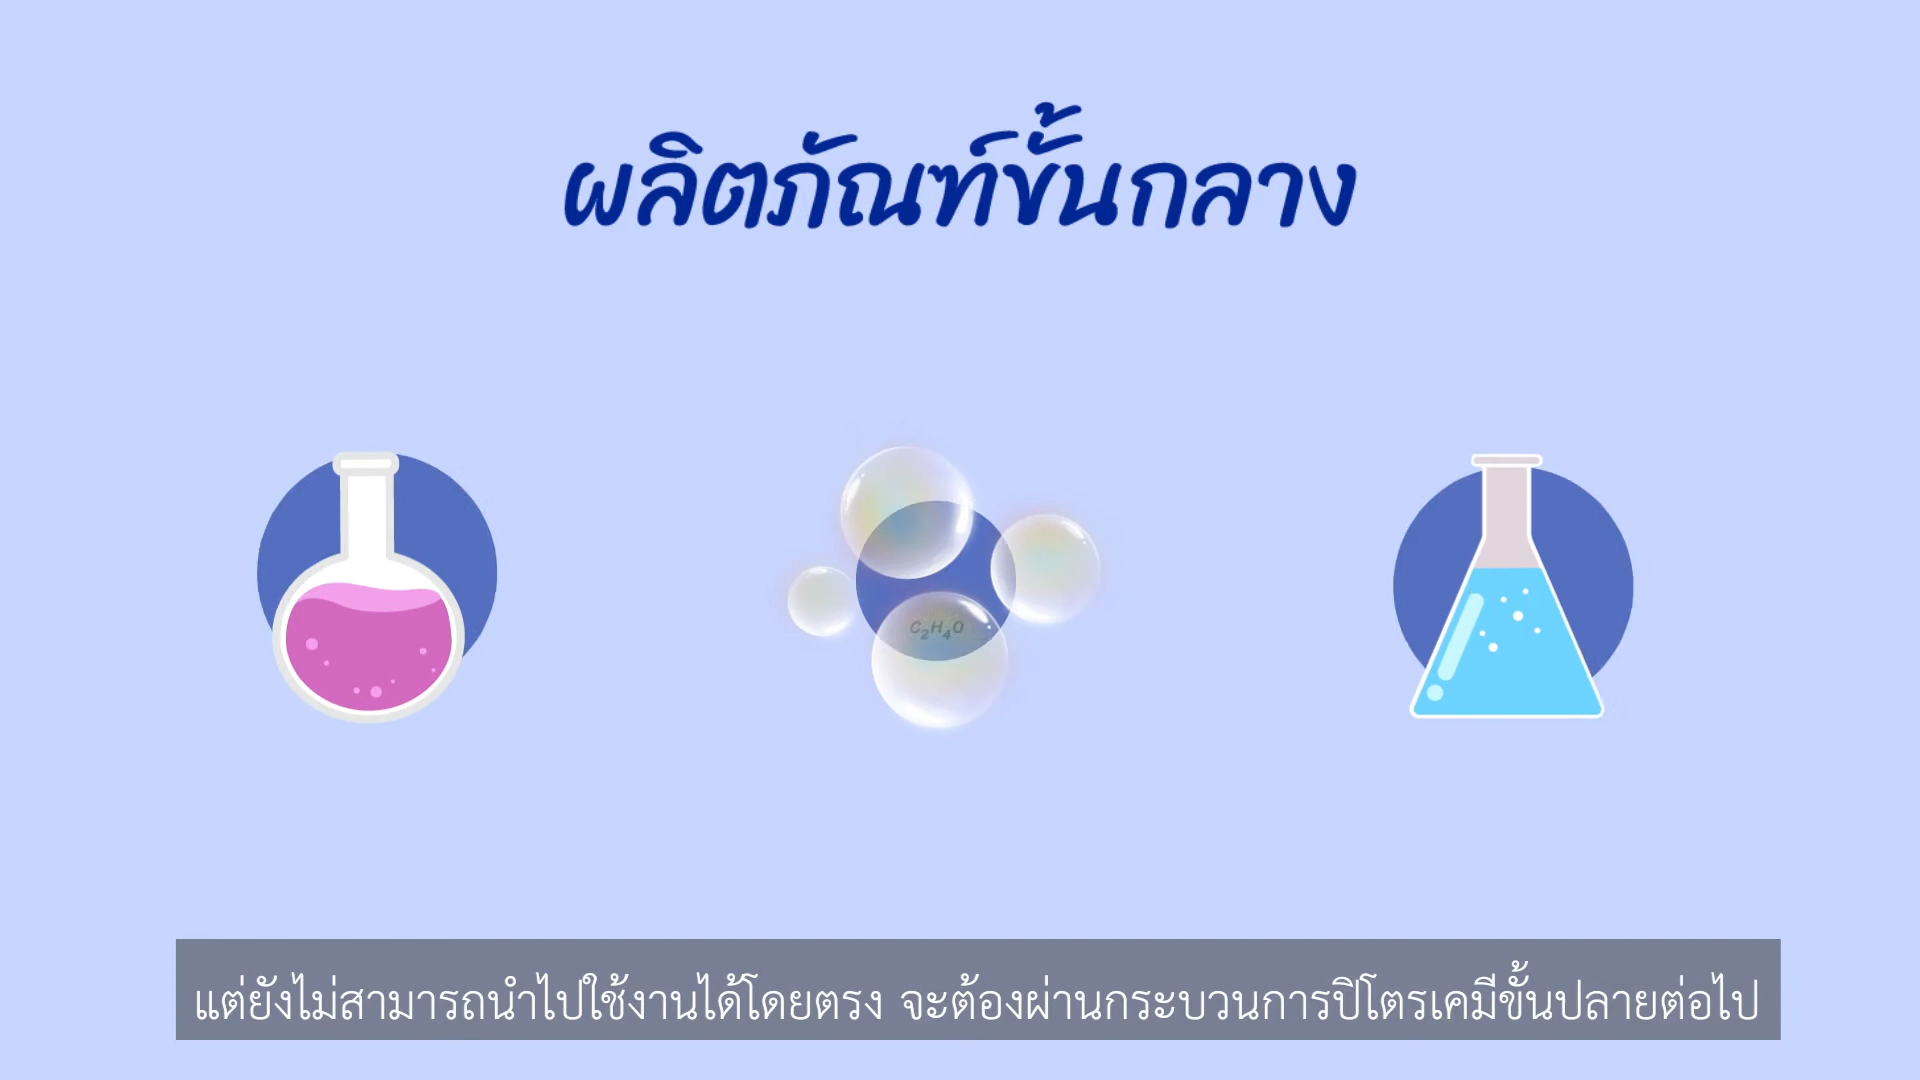 ผลิตภัณฑ์ขั้นกลาง
C₂H₄O
แต่ยังไม่สามารถนำไปใช้งานได้โดยตรง จะต้องผ่านกระบวนการปิโตรเคมีขั้นปลายต่อไป